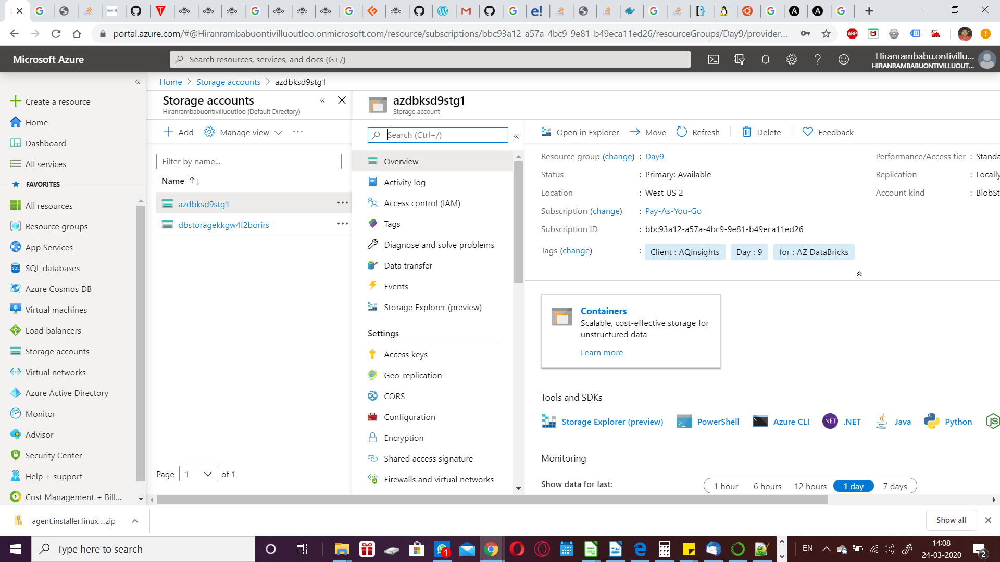 portal.azure.com/#@Hiranrambabuontivilluoutloo.onmicrosoft.com/resource/subscriptions/bbc93a12-a57a-4bc9-9e81-b49eca11ed26/resourceGroups/Day9/provider...
Microsoft Azure
Search resources, services, and docs (G+/)
Hiranrambabu.ontivillu...
HIRANRAMBABUONTIVILLUOUT...
Create a resource
Home
Dashboard
All services
FAVORITES
All resources
Resource groups
App Services
SQL databases
Azure Cosmos DB
Virtual machines
Load balancers
Storage accounts
Virtual networks
Azure Active Directory
Monitor
Advisor
Security Center
Help + support
Cost Management + Bill...
Home > Storage accounts > azdbksd9stg1
Storage accounts
Hiranrambabuontivilluoutloo (Default Directory)
Add
Manage view
Filter by name...
Name
azdbksd9stg1
dbstoragekkgw4f2borirs
Page 1 of 1
azdbksd9stg1
Storage account
Search (Ctrl+/)
Overview
Activity log
Access control (IAM)
Tags
Diagnose and solve problems
Data transfer
Events
Storage Explorer (preview)
Settings
Access keys
Geo-replication
CORS
Configuration
Encryption
Shared access signature
Firewalls and virtual networks
Open in Explorer
Move
Refresh
Delete
Feedback
Resource group (change) : Day9
Status : Primary: Available
Location : West US 2
Subscription (change) : Pay-As-You-Go
Subscription ID : bbc93a12-a57a-4bc9-9e81-b49eca11ed26
Tags (change) : Client : AQinsights Day : 9 for : AZ DataBricks
Performance/Access tier : Standa
Replication : Locally
Account kind : BlobSt
Containers
Scalable, cost-effective storage for
unstructured data
Learn more
Tools and SDKs
Storage Explorer (preview)
PowerShell
Azure CLI
.NET
Java
Python
Monitoring
Show data for last:
1 hour 6 hours 12 hours 1 day 7 days
agent.installer.linux....zip
Show all
Type here to search
1
EN
14:08
24-03-2020
2